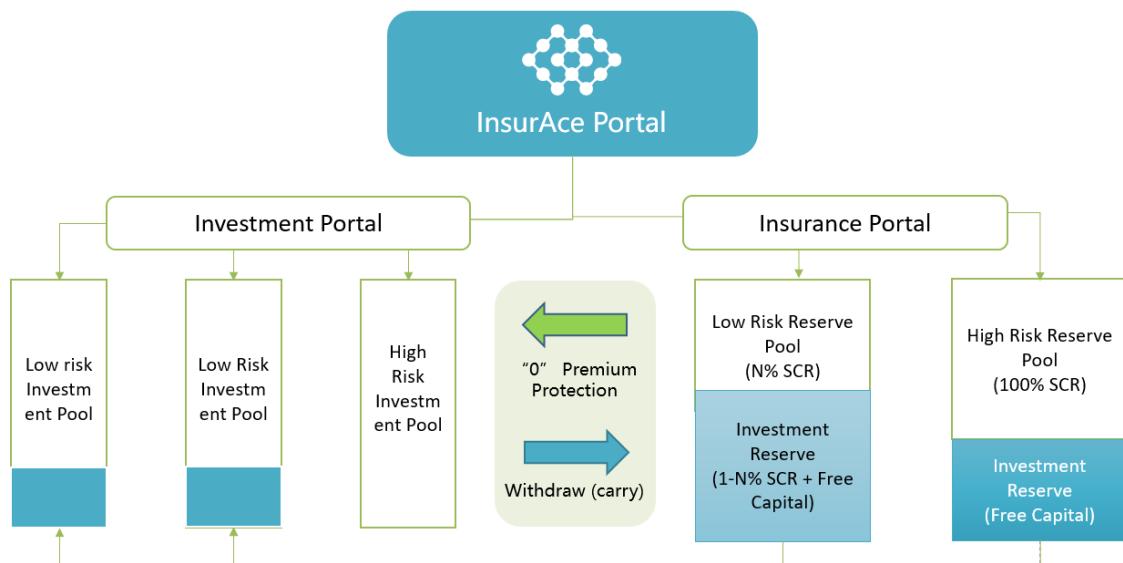 InsurAce Portal
Investment Portal
Insurance Portal
Low risk
Investm
ent Pool
Low Risk
Investm
ent Pool
High
Risk
Investm
ent Pool
“0” Premium
Protection
Withdraw (carry)
Low Risk Reserve
Pool
(N% SCR)
Investment
Reserve
(1-N% SCR + Free
Capital)
High Risk Reserve
Pool
(100% SCR)
Investment
Reserve
(Free Capital)